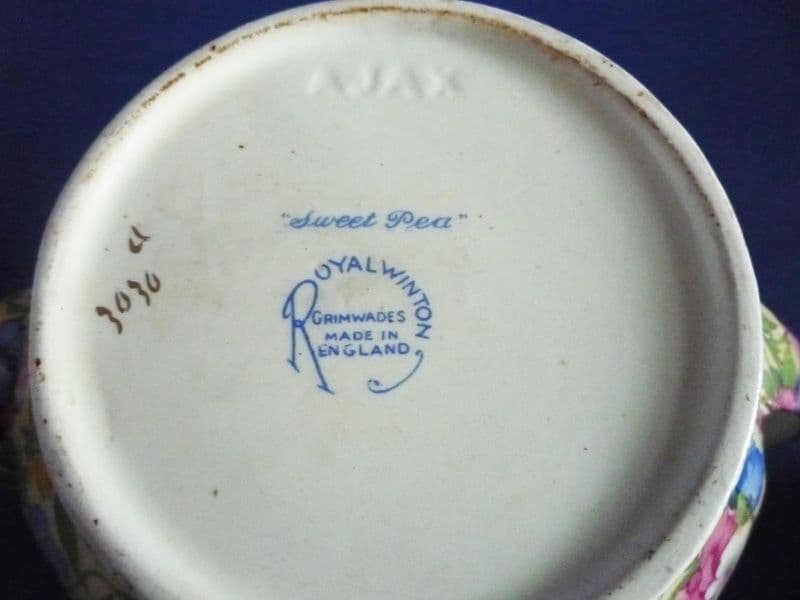 AJAX
"Sweet Pea"
ROYAL WINTON
GRIMWADES
MADE IN
ENGLAND
a
3030